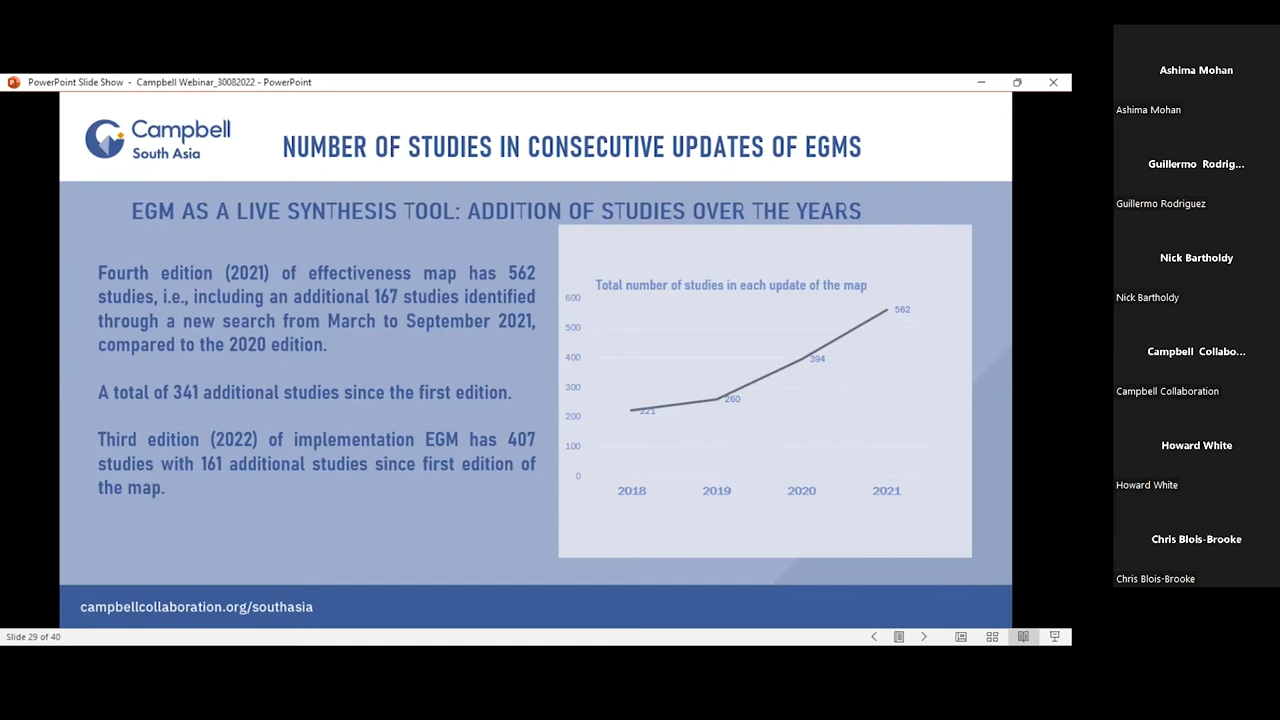 PowerPoint Slide Show - Campbell Webinar_30082022 - PowerPoint
Campbell
South Asia
NUMBER OF STUDIES IN CONSECUTIVE UPDATES OF EGMS
EGM AS A LIVE SYNTHESIS TOOL: ADDITION OF STUDIES OVER THE YEARS
Fourth edition (2021) of effectiveness map has 562
studies, i.e., including an additional 167 studies identified
through a new search from March to September 2021,
compared to the 2020 edition.
A total of 341 additional studies since the first edition.
Third edition (2022) of implementation EGM has 407
studies with 161 additional studies since first edition of
the map.
Total number of studies in each update of the map
600
500
400
300
200
100
0
221
260
394
562
2018 2019 2020 2021
campbellcollaboration.org/southasia
Slide 29 of 40
Ashima Mohan
Ashima Mohan
Guillermo Rodrig...
Guillermo Rodriguez
Nick Bartholdy
Nick Bartholdy
Campbell Collabo...
Campbell Collaboration
Howard White
Howard White
Chris Blois-Brooke
Chris Blois-Brooke